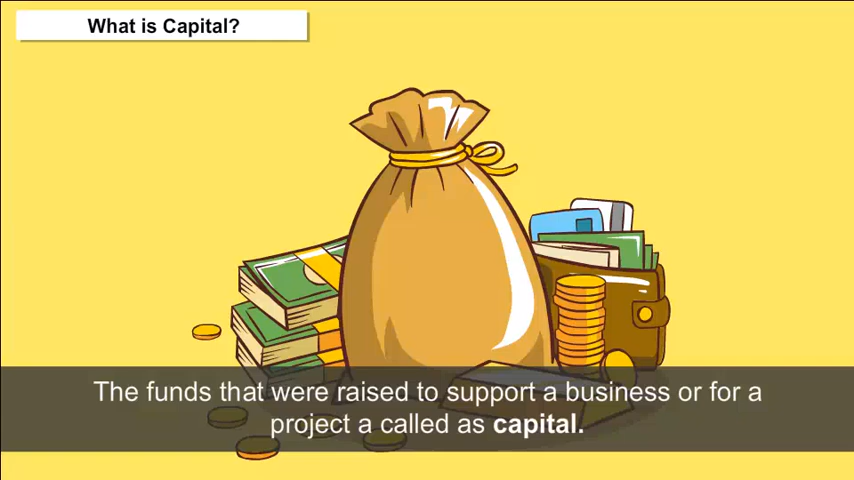 What is Capital?
The funds that were raised to support a business or for a
project a called as capital.